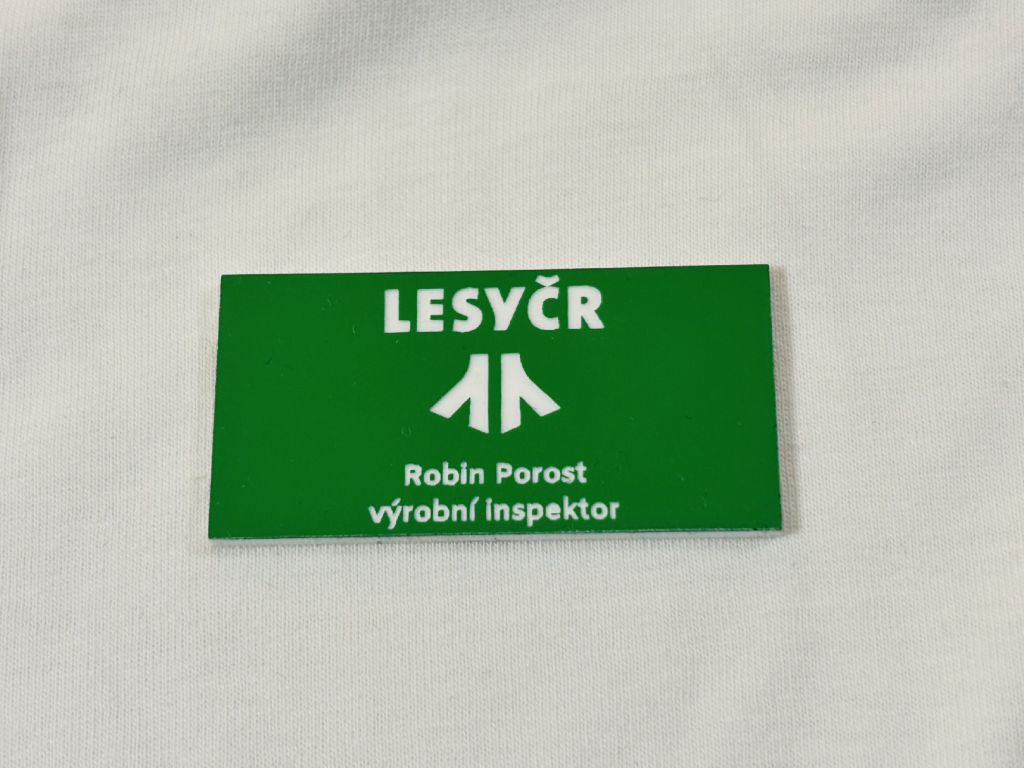 LESYČR
Robin Porost
výrobní inspektor